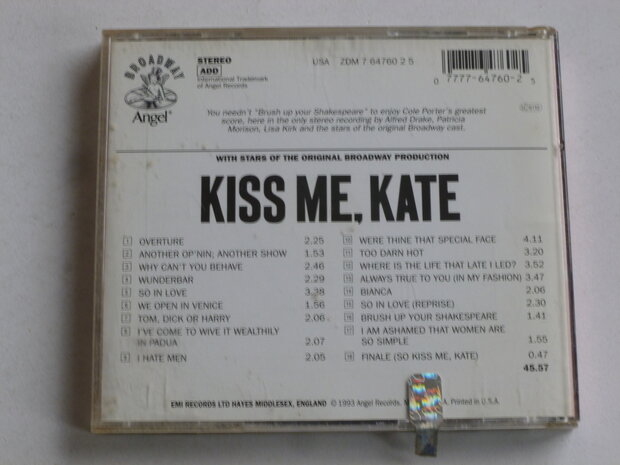 BROADWAY
Angel®
STEREO
ADD
International Trademark
of Angel Records
USA ZDM 7 64760 2 5
0 7777-64760-2 5
You needn't "Brush up your Shakespeare" to enjoy Cole Porter's greatest
score, here in the only stereo recording by Alfred Drake, Patricia
Morison, Lisa Kirk and the stars of the original Broadway cast.
WITH STARS OF THE ORIGINAL BROADWAY PRODUCTION
KISS ME, KATE
1 OVERTURE 2.25
2 ANOTHER OP'NIN; ANOTHER SHOW 1.53
3 WHY CAN'T YOU BEHAVE 2.46
4 WUNDERBAR 2.29
5 SO IN LOVE 3.38
6 WE OPEN IN VENICE 1.56
7 TOM, DICK OR HARRY 2.06
8 I'VE COME TO WIVE IT WEALTHILY
IN PADUA 2.07
9 I HATE MEN 2.05
10 WERE THINE THAT SPECIAL FACE 4.11
11 TOO DARN HOT 3.20
12 WHERE IS THE LIFE THAT LATE I LED? 3.52
13 ALWAYS TRUE TO YOU (IN MY FASHION) 3.47
14 BIANCA 2.06
15 SO IN LOVE (REPRISE) 2.30
16 BRUSH UP YOUR SHAKESPEARE 1.41
17 I AM ASHAMED THAT WOMEN ARE
SO SIMPLE 1.55
18 FINALE (SO KISS ME, KATE) 0.47
45.57
EMI RECORDS LTD HAYES MIDDLESEX, ENGLAND © 1993 Angel Records, Printed in U.S.A.